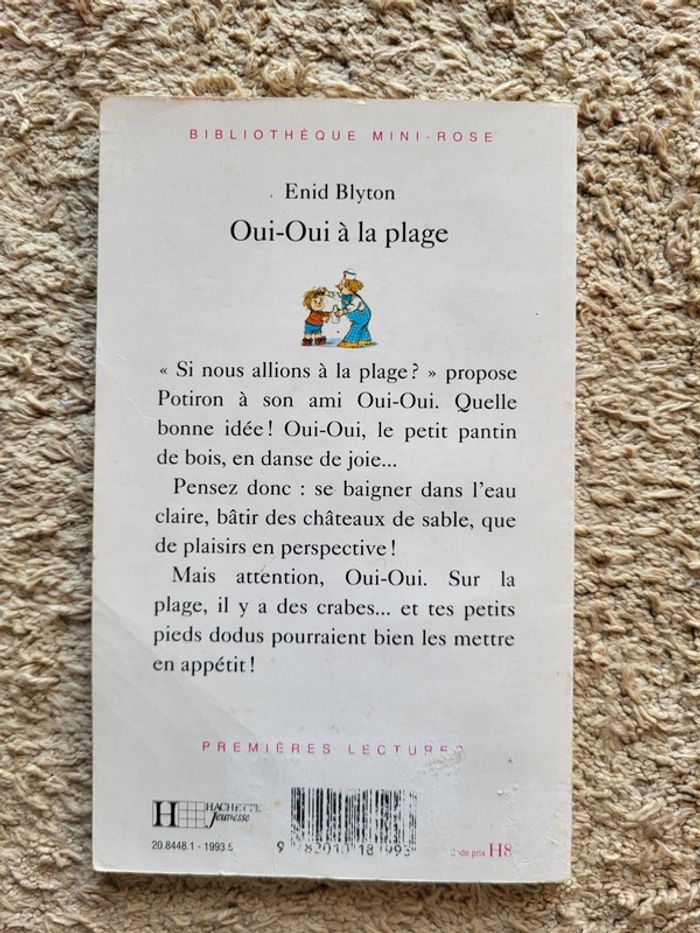 BIBLIOTHÈQUE MINI-ROSE
Enid Blyton
Oui-Oui à la plage
« Si nous allions à la plage ? » propose
Potiron à son ami Oui-Oui. Quelle
bonne idée ! Oui-Oui, le petit pantin
de bois, en danse de joie...
Pensez donc : se baigner dans l'eau
claire, bâtir des châteaux de sable, que
de plaisirs en perspective !
Mais attention, Oui-Oui. Sur la
plage, il y a des crabes... et tes petits
pieds dodus pourraient bien les mettre
en appétit !
PREMIÈRES LECTURES
H HACHETTE
Jeunesse
20.8448.1 - 1993.5
prix H8